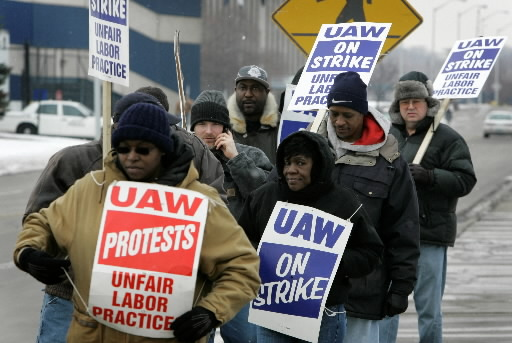 STRIKE
UNFAIR
LABOR
PRACTICE
UAW
ON
STRIKE
UNFAIR
LABOR
UAW
ON STRIKE
UNFAIR LABOR
PRACTICE
UAW
PROTESTS
UNFAIR
LABOR
PRACTICE
UAW
ON
STRIKE